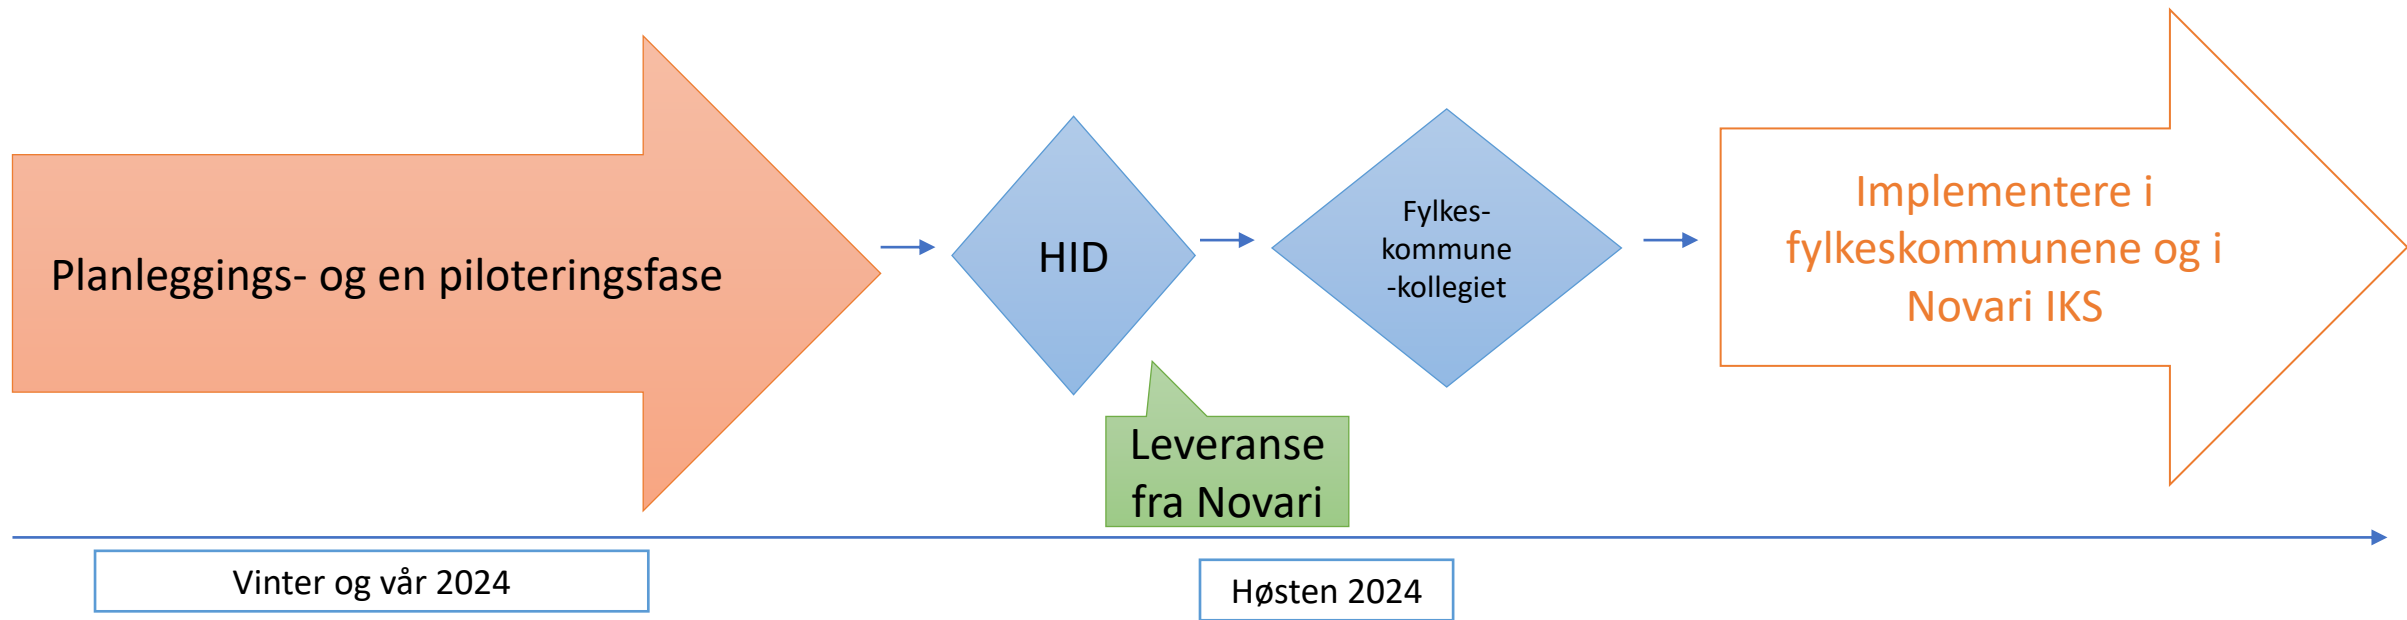 Planleggings- og en piloteringsfase
HID
Fylkes-
kommune
-kollegiet
Implementere i
fylkeskommunene og i
Novari IKS
Leveranse
fra Novari
Vinter og vår 2024
Høsten 2024